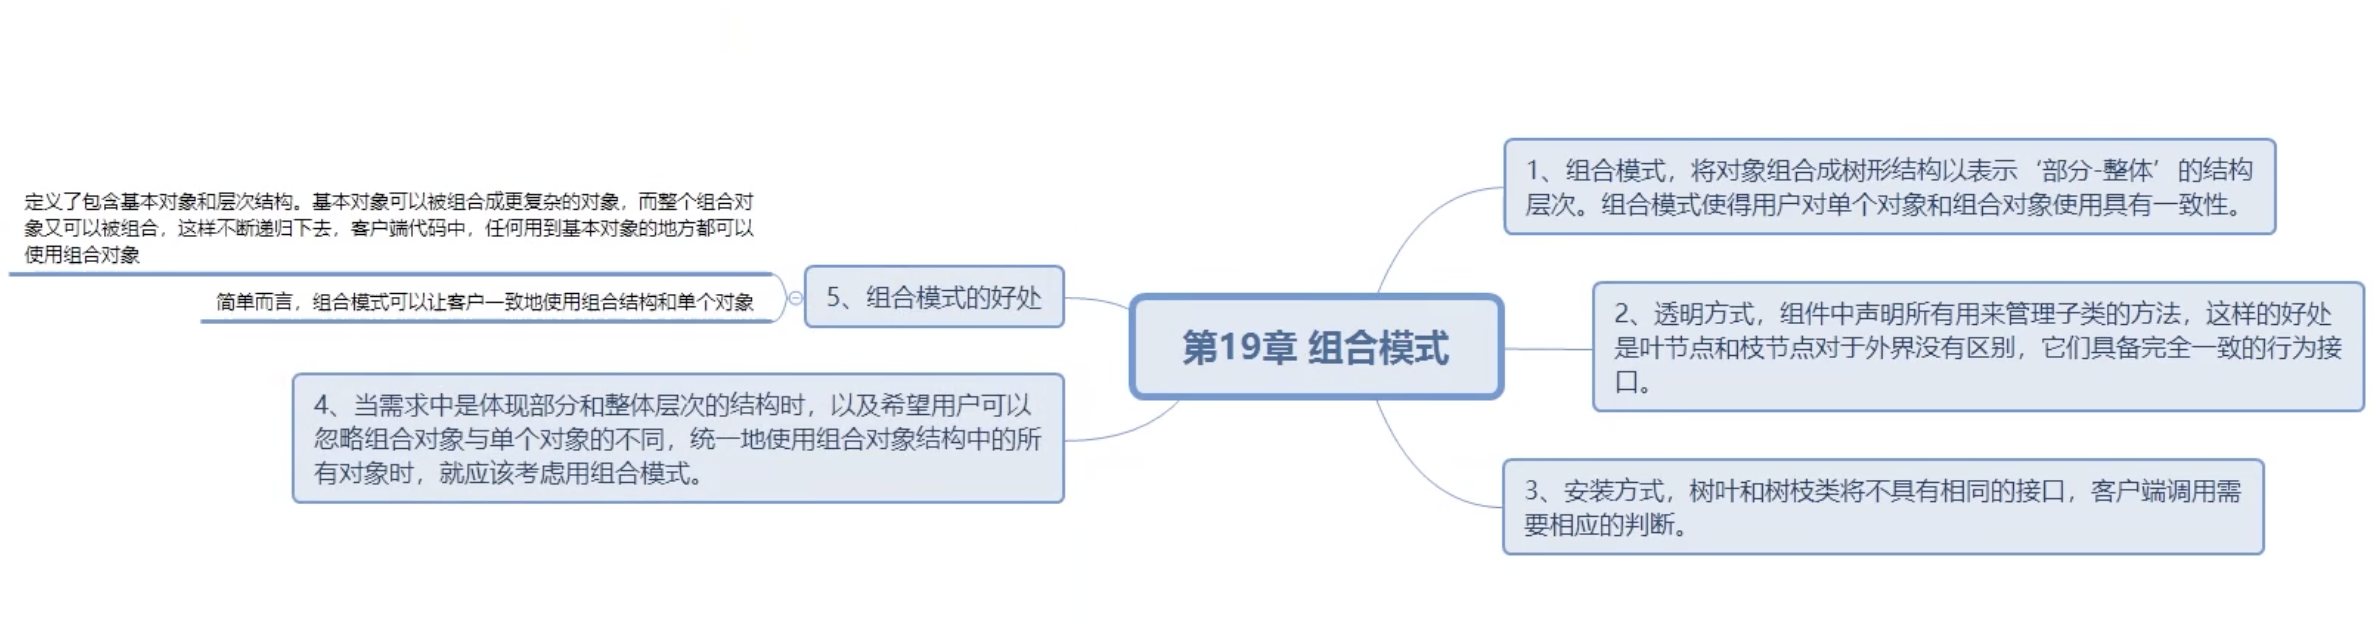 第19章 组合模式
1、组合模式，将对象组合成树形结构以表示‘部分-整体’的结构
层次。组合模式使得用户对单个对象和组合对象使用具有一致性。
2、透明方式，组件中声明所有用来管理子类的方法，这样的好处
是叶节点和枝节点对于外界没有区别，它们具备完全一致的行为接
口。
3、安装方式，树叶和树枝类将不具有相同的接口，客户端调用需
要相应的判断。
4、当需求中是体现部分和整体层次的结构时，以及希望用户可以
忽略组合对象与单个对象的不同，统一地使用组合对象结构中的所
有对象时，就应该考虑用组合模式。
5、组合模式的好处
定义了包含基本对象和层次结构。基本对象可以被组合成更复杂的对象，而整个组合对
象又可以被组合，这样不断递归下去，客户端代码中，任何用到基本对象的地方都可以
使用组合对象
简单而言，组合模式可以让客户一致地使用组合结构和单个对象